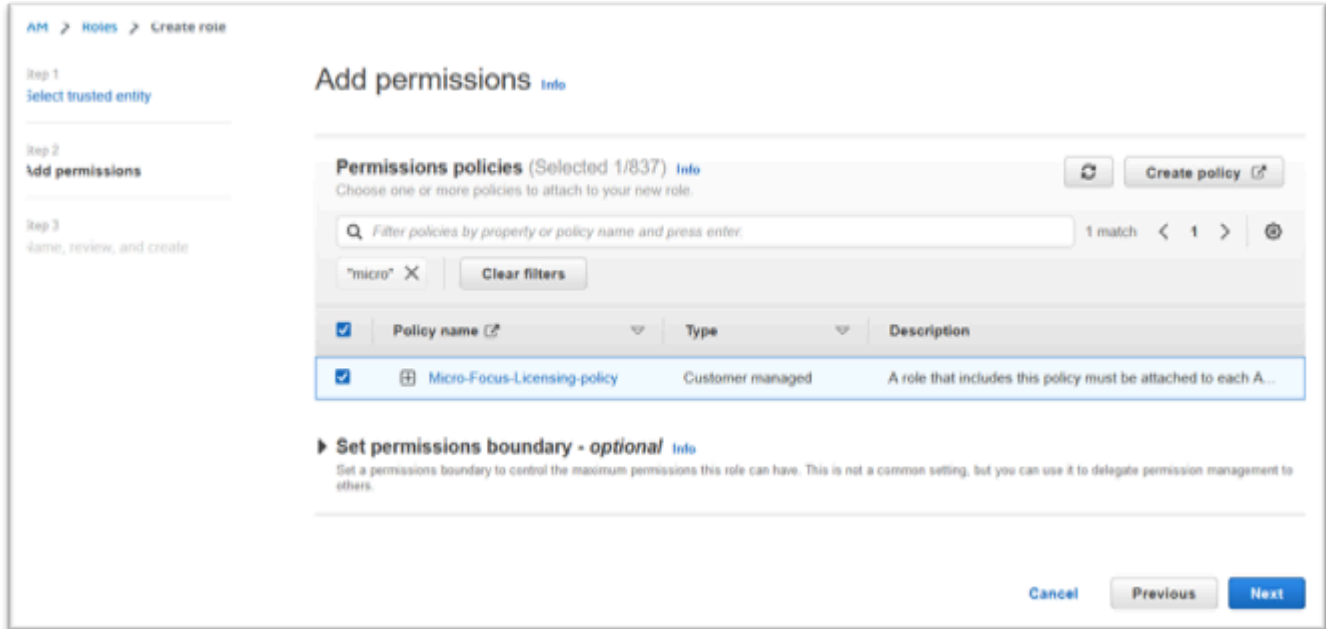 AM > Roles > Create role
Step 1
Select trusted entity
Step 2
Add permissions
Step 3
Name, review, and create
Add permissions Info
Permissions policies (Selected 1/837) Info
Choose one or more policies to attach to your new role.
Create policy
Filter policies by property or policy name and press enter.
1 match < 1 >
"micro" X Clear filters
Policy name Type Description
Micro-Focus-Licensing-policy Customer managed A role that includes this policy must be attached to each A...
Set permissions boundary - optional Info
Set a permissions boundary to control the maximum permissions this role can have. This is not a common setting, but you can use it to delegate permission management to
others.
Cancel Previous Next